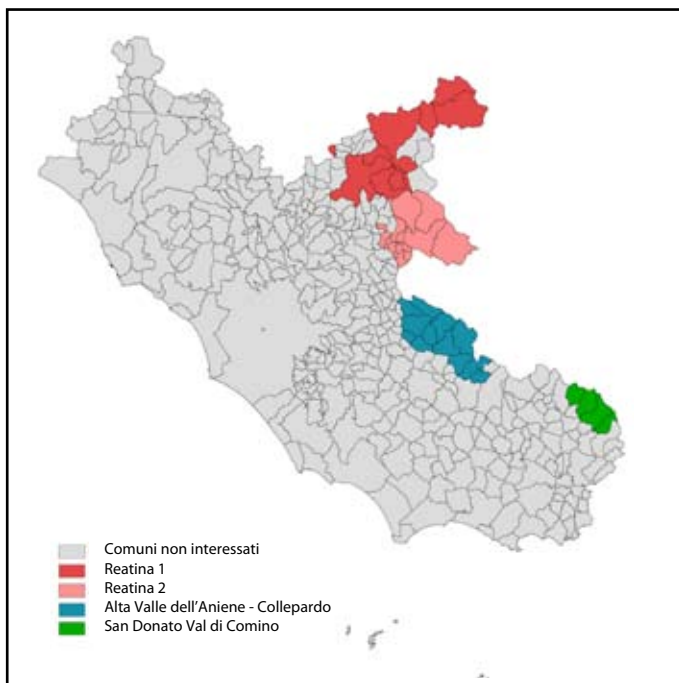 Comuni non interessati
Reatina 1
Reatina 2
Alta Valle dell'Aniene - Collepardo
San Donato Val di Comino